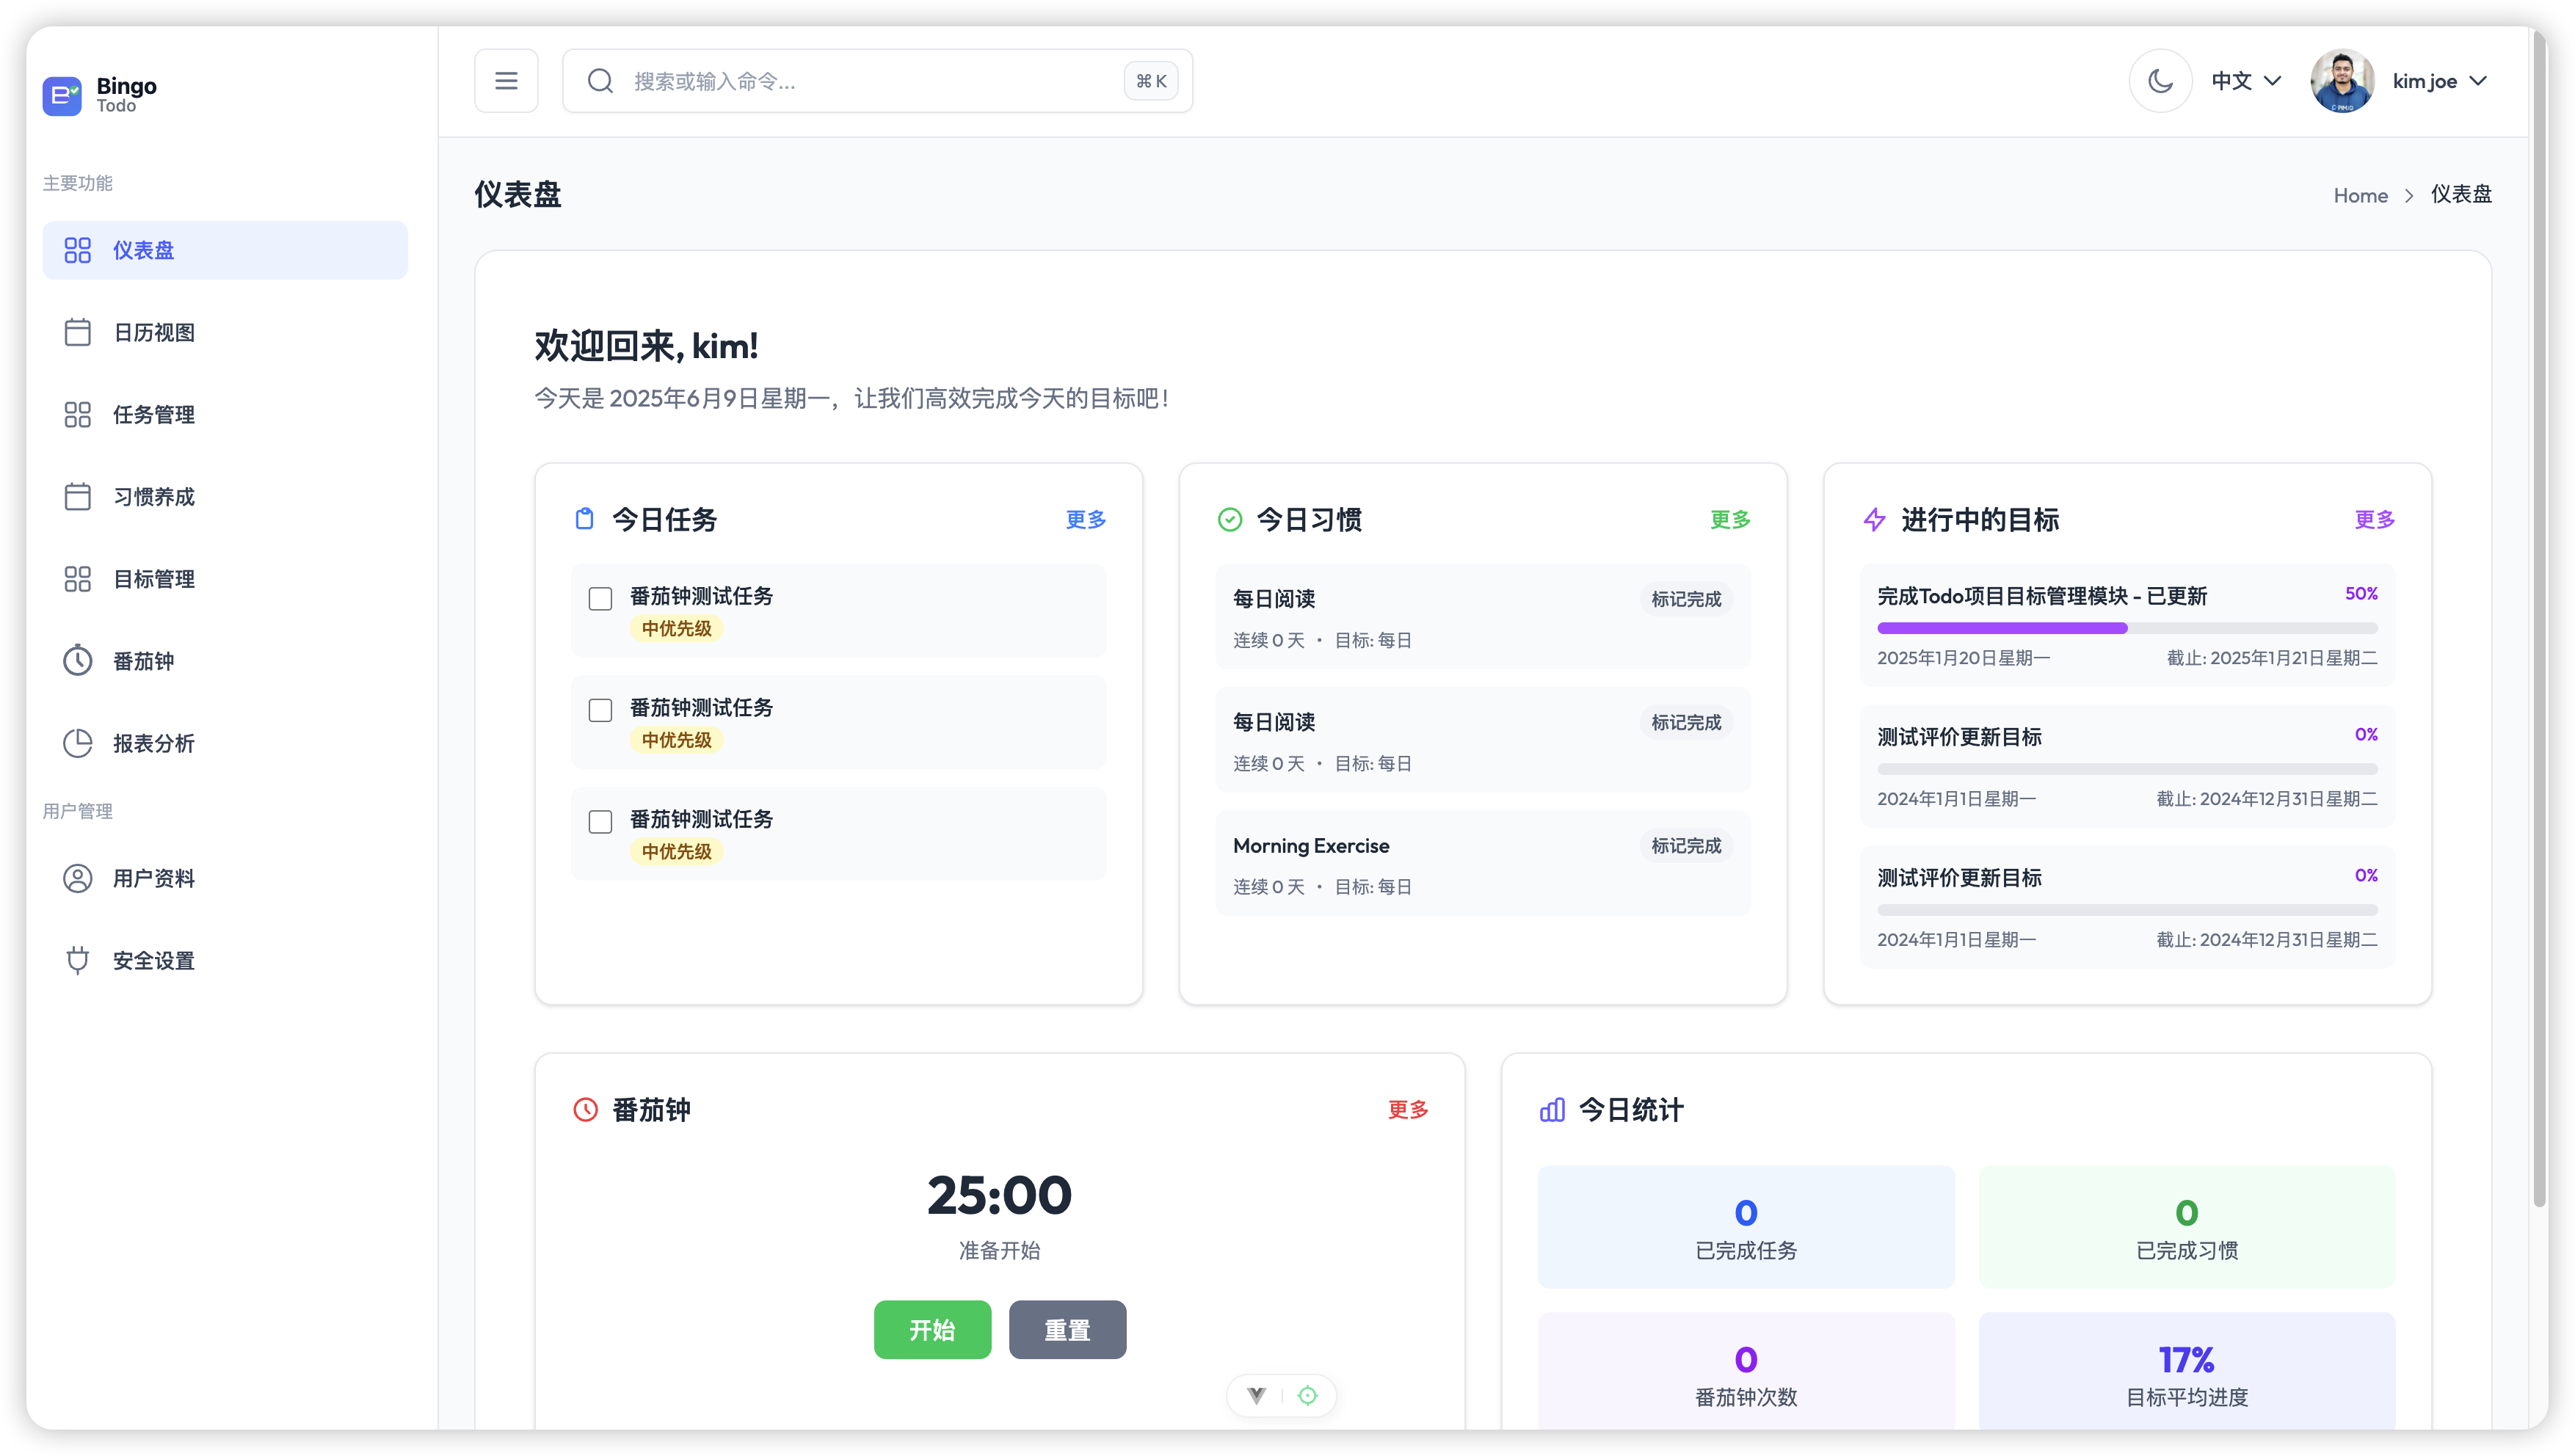 Bingo
Todo
搜索或输入命令...
⌘ K
中文
kim joe
主要功能
仪表盘
日历视图
任务管理
习惯养成
目标管理
番茄钟
报表分析
用户管理
用户资料
安全设置
仪表盘
Home > 仪表盘
欢迎回来, kim!
今天是 2025年6月9日星期一，让我们高效完成今天的目标吧！
今日任务
更多
番茄钟测试任务
中优先级
番茄钟测试任务
中优先级
番茄钟测试任务
中优先级
今日习惯
更多
每日阅读
标记完成
连续 0 天 • 目标: 每日
每日阅读
标记完成
连续 0 天 • 目标: 每日
Morning Exercise
标记完成
连续 0 天 • 目标: 每日
进行中的目标
更多
完成Todo项目目标管理模块 - 已更新
50%
2025年1月20日星期一
截止: 2025年1月21日星期二
测试评价更新目标
0%
2024年1月1日星期一
截止: 2024年12月31日星期二
测试评价更新目标
0%
2024年1月1日星期一
截止: 2024年12月31日星期二
番茄钟
更多
25:00
准备开始
开始
重置
今日统计
0
已完成任务
0
已完成习惯
0
番茄钟次数
17%
目标平均进度